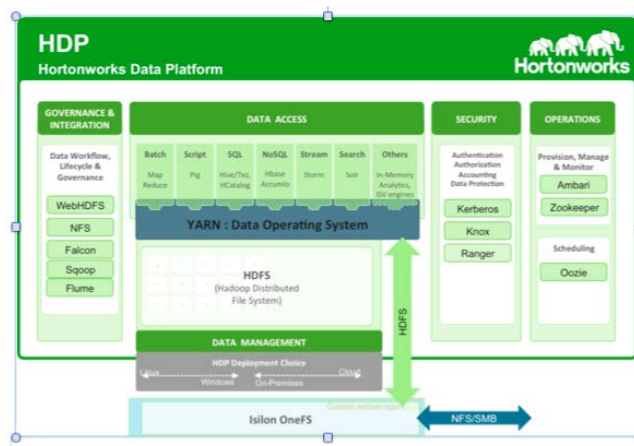 HDP
Hortonworks Data Platform
Hortonworks
GOVERNANCE &
INTEGRATION
Data Workflow,
Lifecycle &
Governance
WebHDFS
NFS
Falcon
Sqoop
Flume
DATA ACCESS
Batch
Map
Reduce
Script
Pig
SQL
Hive/Tez,
HCatalog
NoSQL
Hbase
Accumlo
Stream
Storm
Search
Solr
Others
In-Memory
Analytics,
ISV engines
YARN : Data Operating System
HDFS
(Hadoop Distributed
File System)
DATA MANAGEMENT
HDP Deployment Choice
Linux
Windows
On-Premises
Cloud
HDFS
SECURITY
Authentication
Authorization
Accounting
Data Protection
Kerberos
Knox
Ranger
OPERATIONS
Provision, Manage
& Monitor
Ambari
Zookeeper
Scheduling
Oozie
Isilon OneFS
NFS/SMB